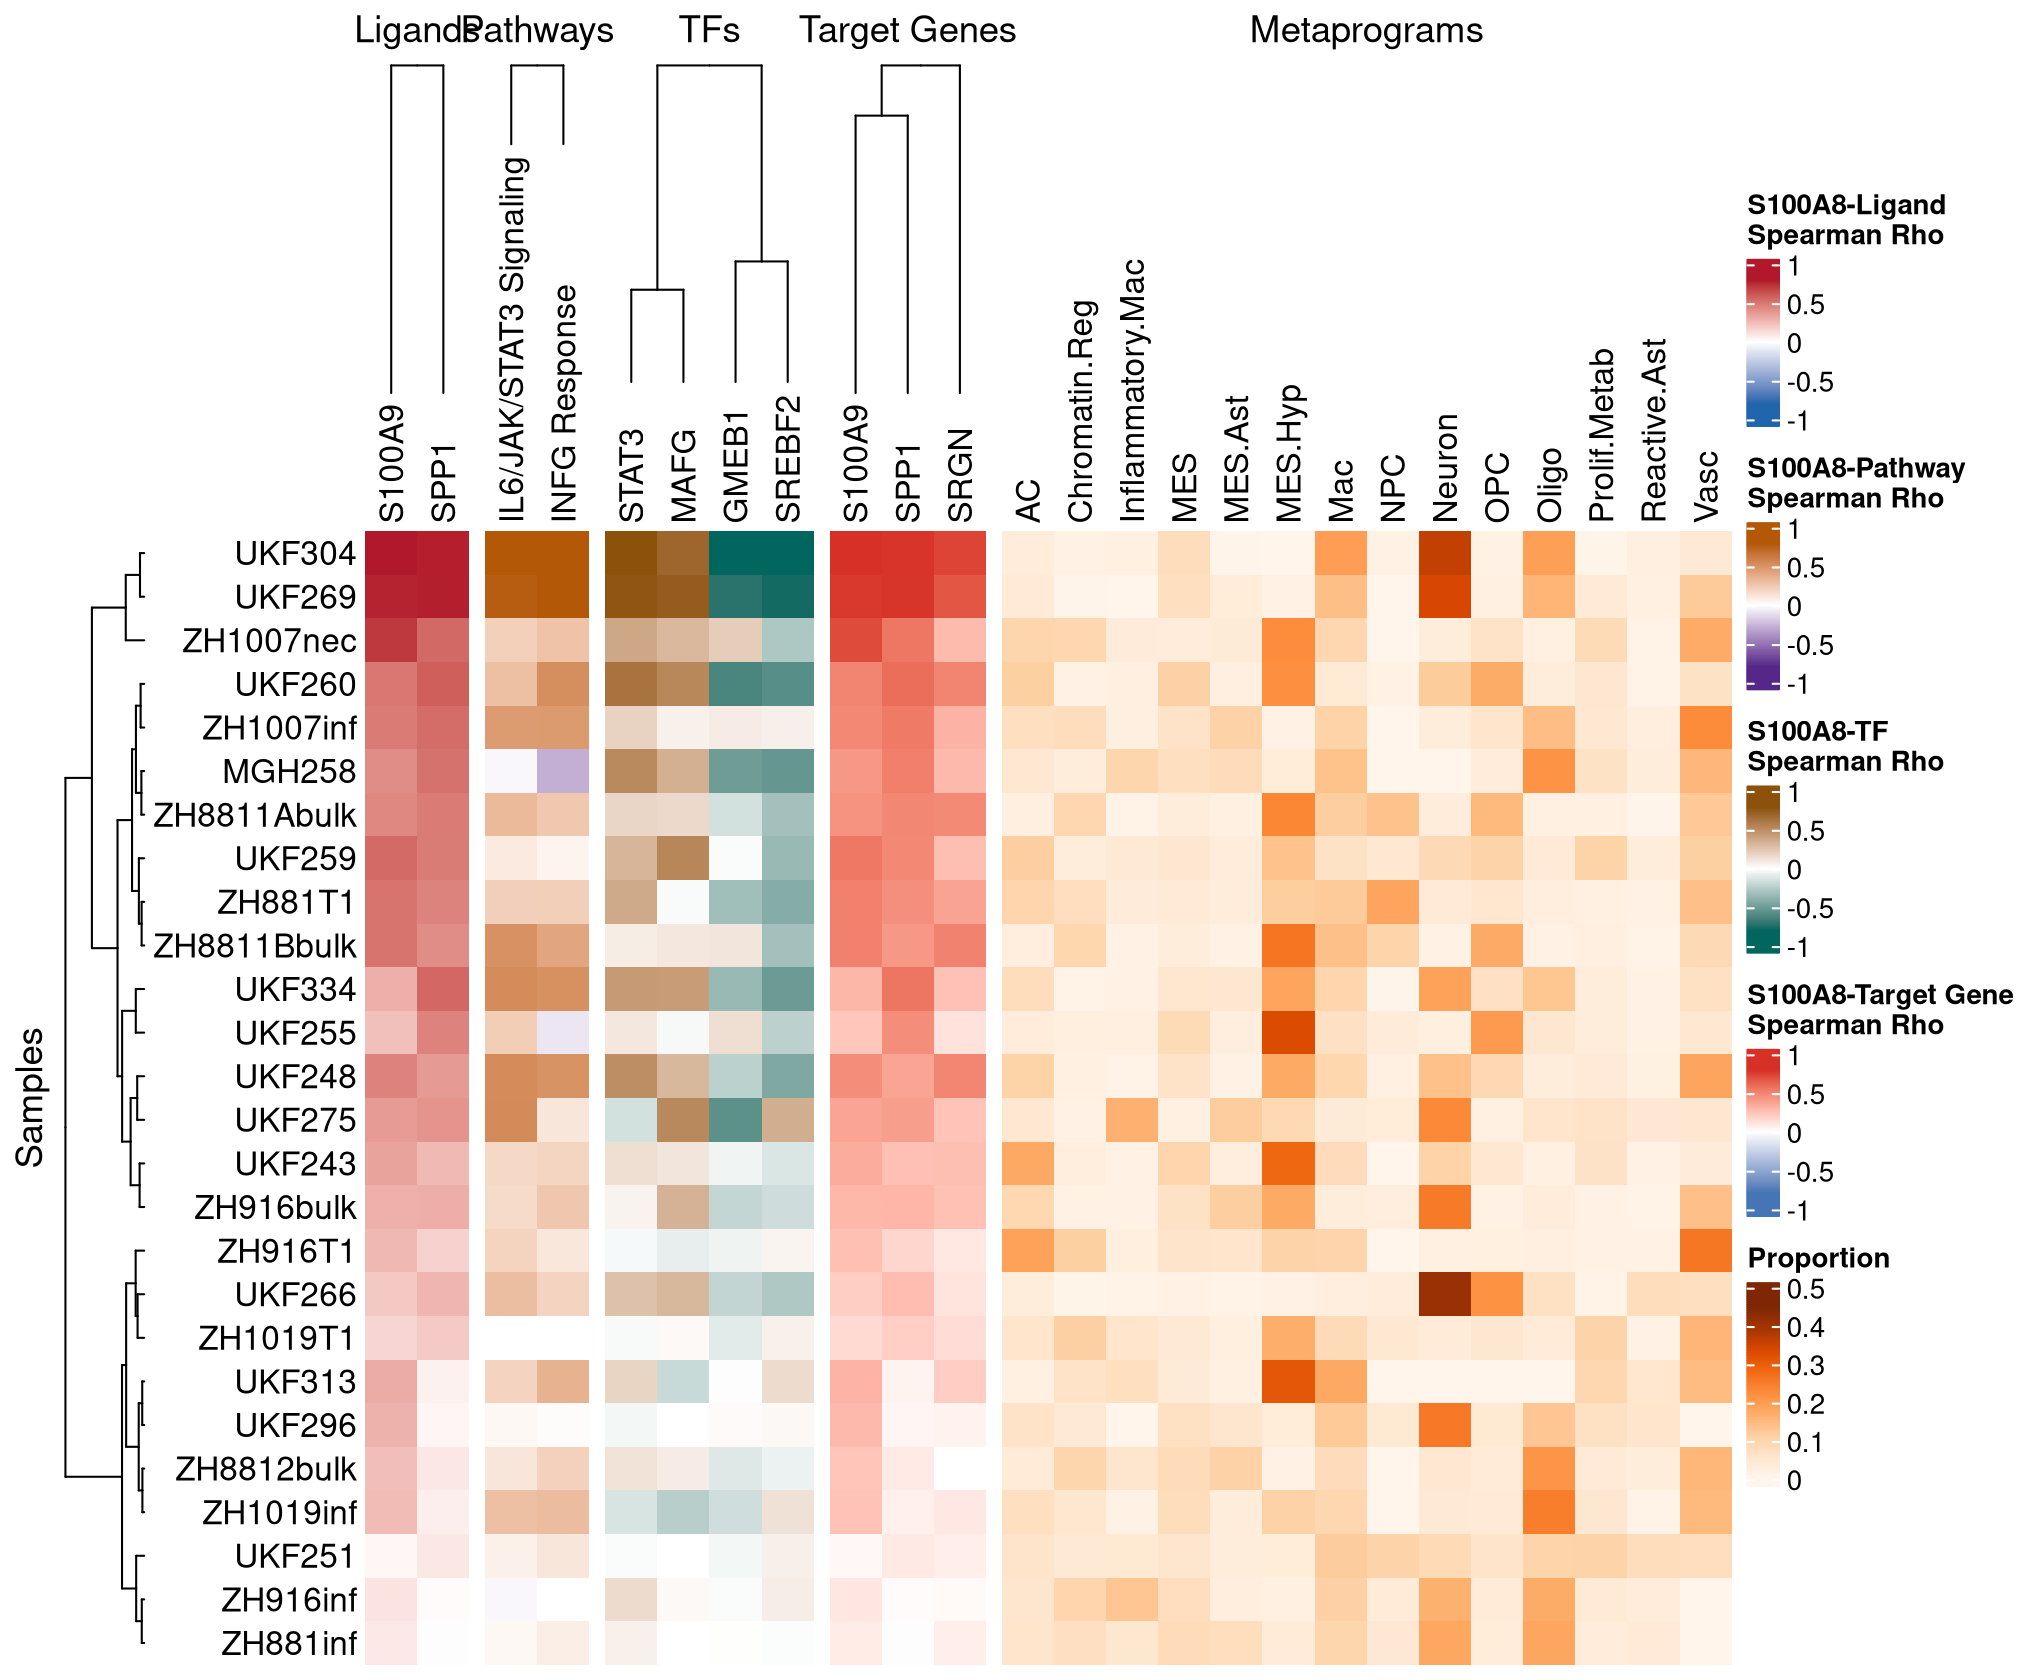 Ligands Pathways TFs Target Genes Metaprograms
S100A9 SPP1 IL6/JAK/STAT3 Signaling INFG Response STAT3 MAFG GMEB1 SREBF2 S100A9 SPP1 SRGN AC Chromatin.Reg Inflammatory.Mac MES MES.Ast MES.Hyp Mac NPC Neuron OPC Oligo Prolif.Metab Reactive.Ast Vasc
Samples
UKF304
UKF269
ZH1007nec
UKF260
ZH1007inf
MGH258
ZH8811Abulk
UKF259
ZH881T1
ZH8811Bbulk
UKF334
UKF255
UKF248
UKF275
UKF243
ZH916bulk
ZH916T1
UKF266
ZH1019T1
UKF313
UKF296
ZH8812bulk
ZH1019inf
UKF251
ZH916inf
ZH881inf
S100A8-Ligand
Spearman Rho
1
0.5
0
-0.5
-1
S100A8-Pathway
Spearman Rho
1
0.5
0
-0.5
-1
S100A8-TF
Spearman Rho
1
0.5
0
-0.5
-1
S100A8-Target Gene
Spearman Rho
1
0.5
0
-0.5
-1
Proportion
0.5
0.4
0.3
0.2
0.1
0